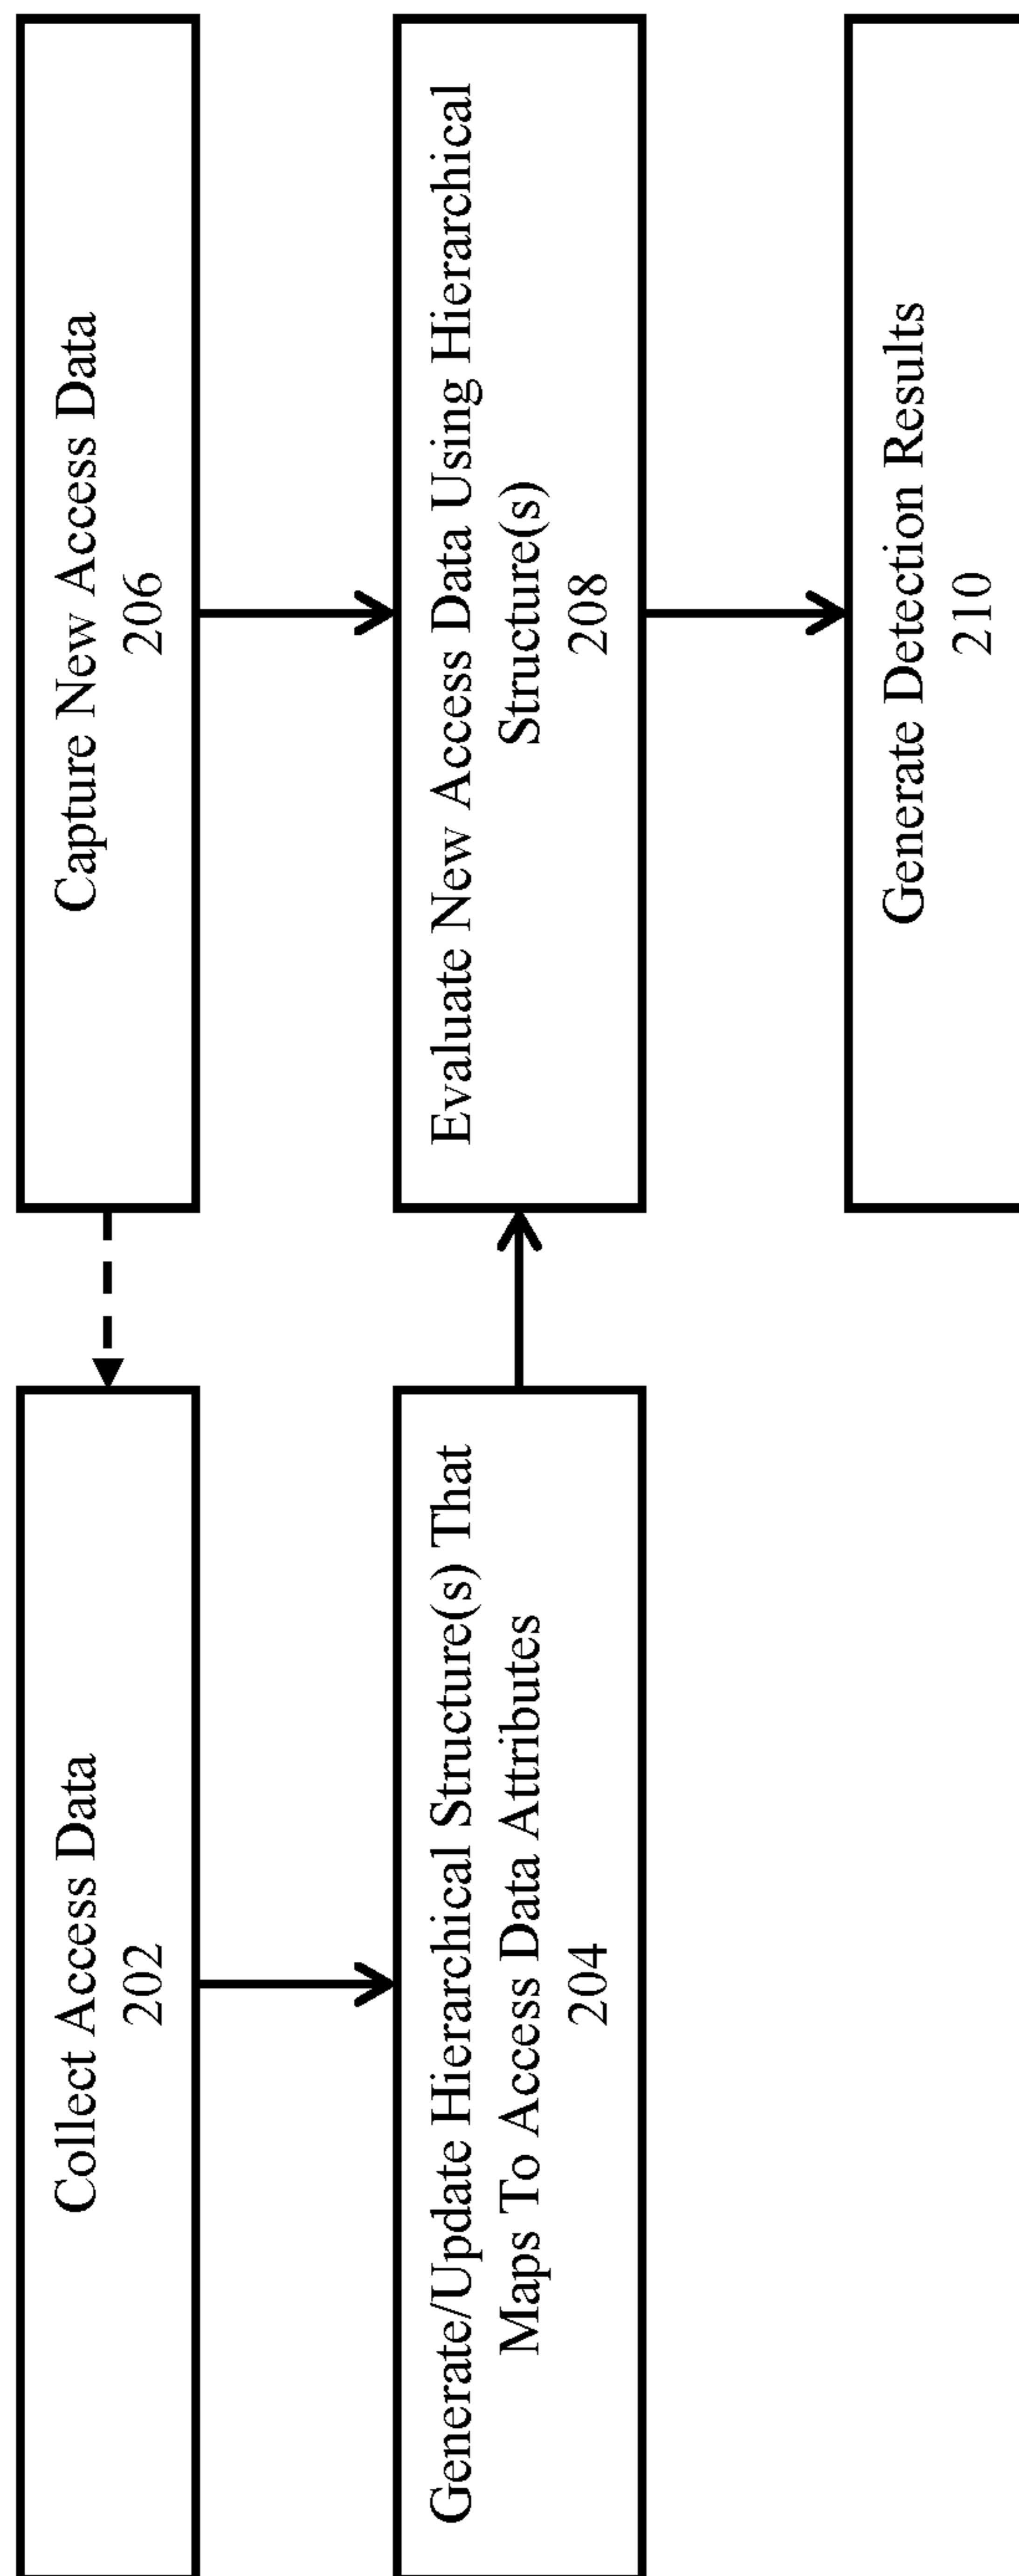 Collect Access Data
202
Generate/Update Hierarchical Structure(s) That
Maps To Access Data Attributes
204
Capture New Access Data
206
Evaluate New Access Data Using Hierarchical
Structure(s)
208
Generate Detection Results
210